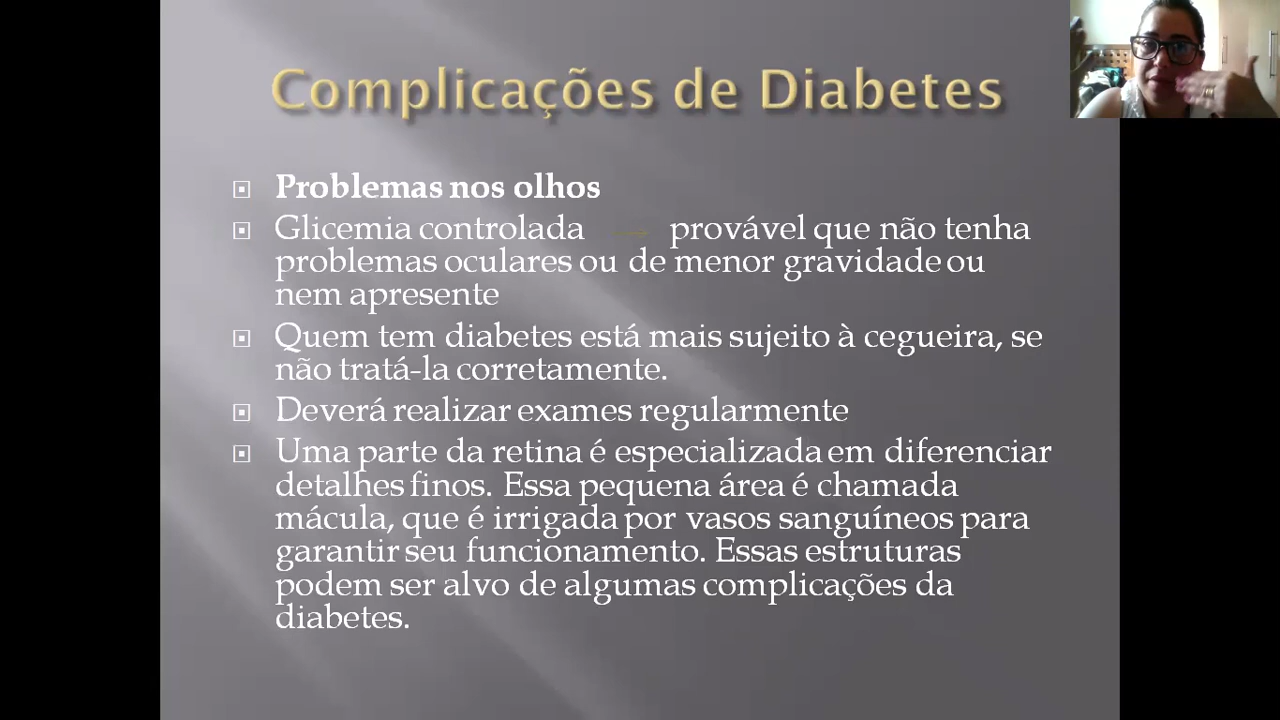 Complicações de Diabetes
Problemas nos olhos
Glicemia controlada → provável que não tenha
problemas oculares ou de menor gravidade ou
nem apresente
Quem tem diabetes está mais sujeito à cegueira, se
não tratá-la corretamente.
Deverá realizar exames regularmente
Uma parte da retina é especializada em diferenciar
detalhes finos. Essa pequena área é chamada
mácula, que é irrigada por vasos sanguíneos para
garantir seu funcionamento. Essas estruturas
podem ser alvo de algumas complicações da
diabetes.